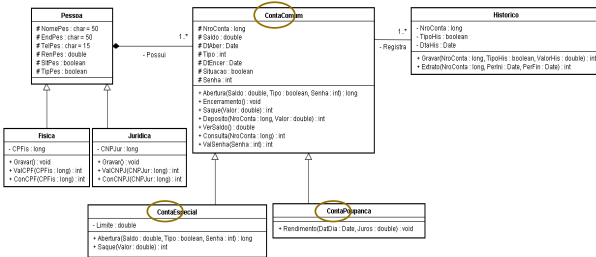 Pessoa
# NomePes : char = 50
# EndPes : char = 50
# TelPes : char = 15
# RenPes : double
# SitPes : boolean
# TipPes : boolean
1..*
- Possui
ContaComum
# NroConta : long
# Saldo : double
# DtAber : Date
# Tipo : int
# DtEncer : Date
# Situacao : boolean
# Senha : int
+ Abertura(Saldo : double, Tipo : boolean, Senha : int) : long
+ Encerramento() : void
+ Saque(Valor : double) : int
+ Deposito(NroConta : long, Valor : double) : int
+ VerSaldo() : double
+ Consulta(NroConta : long) : int
+ ValSenha(Senha : int) : int
1..*
- Registra
Historico
- NroConta : long
- TipoHis : boolean
- DtaHis : Date
+ Gravar(NroConta : long, TipoHis : boolean, ValorHis : double) : int
+ Extrato(NroConta : long, PerIni : Date, PerFin : Date) : int
Fisica
- CPFis : long
+ Gravar() : void
+ ValCPF(CPFis : long) : int
+ ConCPF(CPFis : long) : int
Juridica
- CNPJur : long
+ Gravar() : void
+ ValCNPJ(CNPJur : long) : int
+ ConCNPJ(CNPJur : long) : int
ContaEspecial
- Limite : double
+ Abertura(Saldo : double, Tipo : boolean, Senha : int) : long
+ Saque(Valor : double) : int
ContaPoupanca
+ Rendimento(DatDia : Date, Juros : double) : void